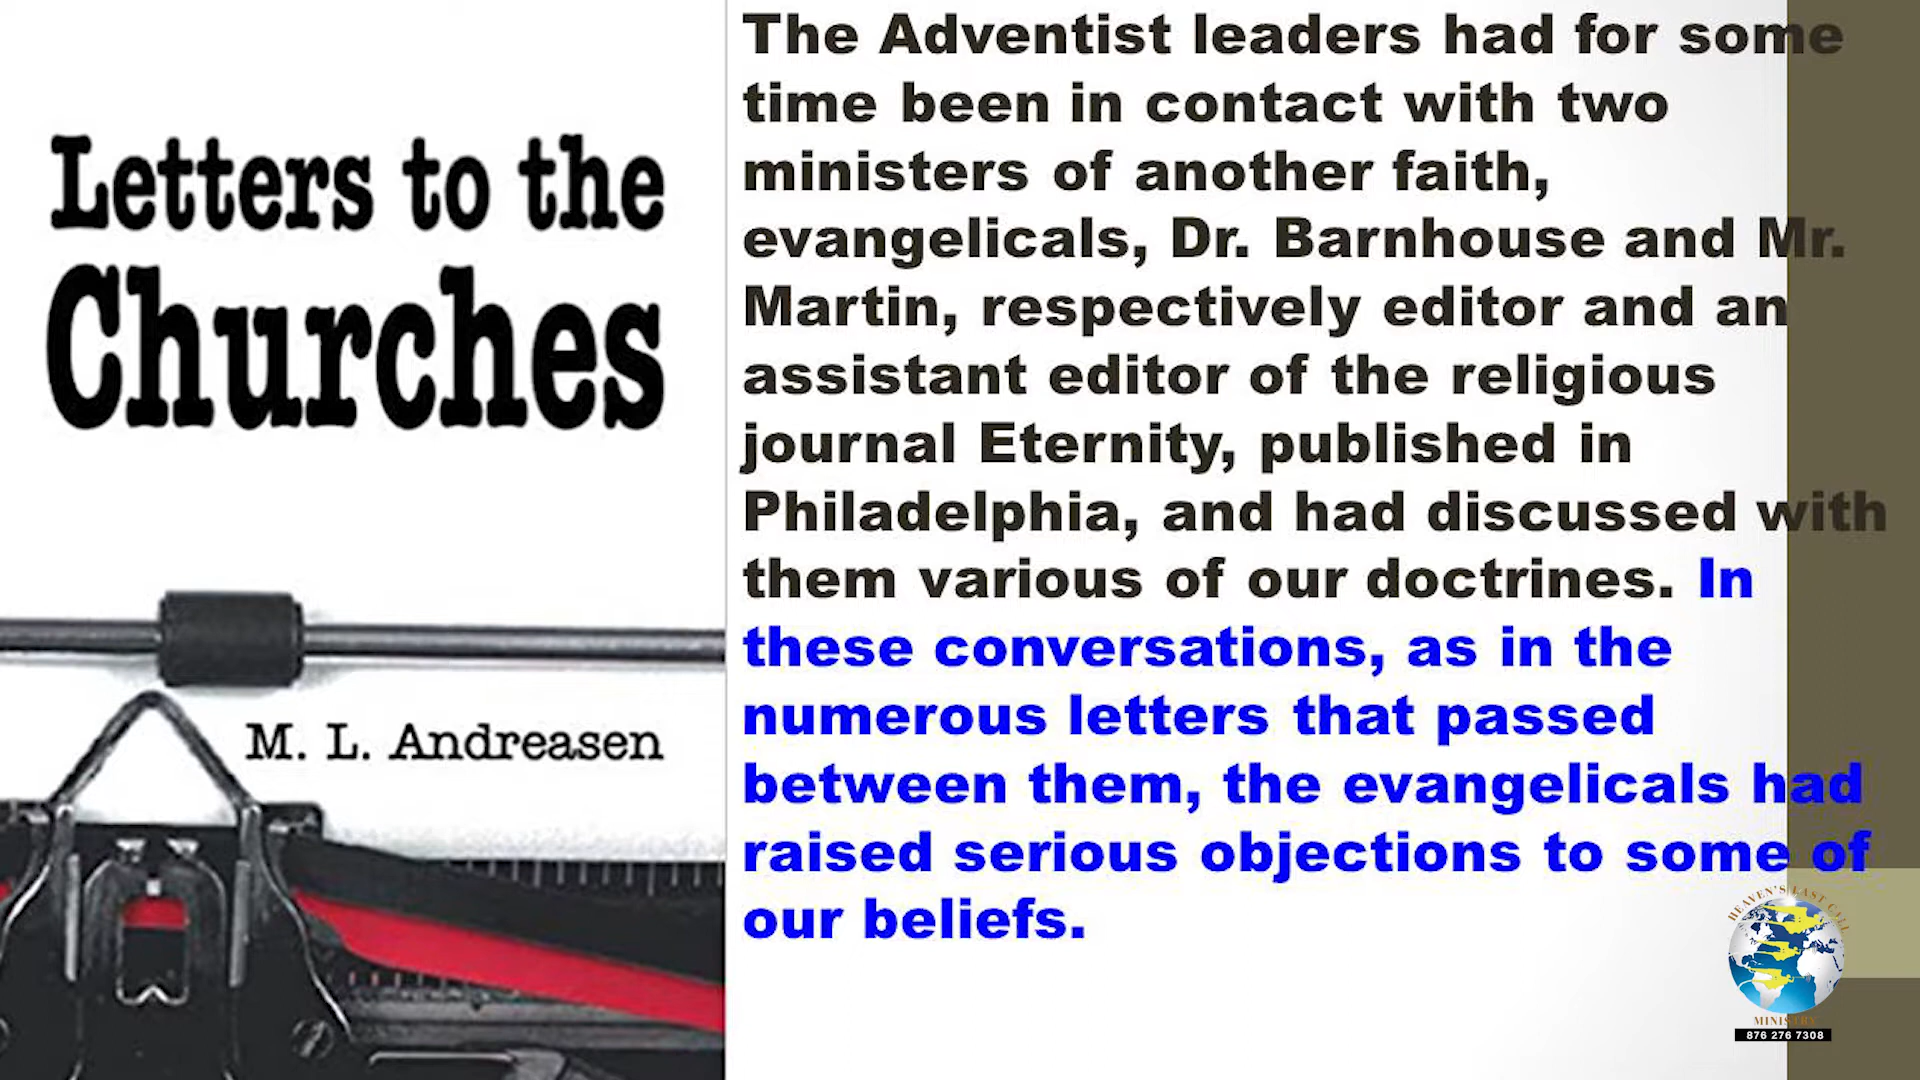 Letters to the
Churches
M. L. Andreasen
The Adventist leaders had for some
time been in contact with two
ministers of another faith,
evangelicals, Dr. Barnhouse and Mr.
Martin, respectively editor and an
assistant editor of the religious
journal Eternity, published in
Philadelphia, and had discussed with
them various of our doctrines. In
these conversations, as in the
numerous letters that passed
between them, the evangelicals had
raised serious objections to some of
our beliefs.
HEAVEN'S LAST CALL
MINISTRY
876 276 7308